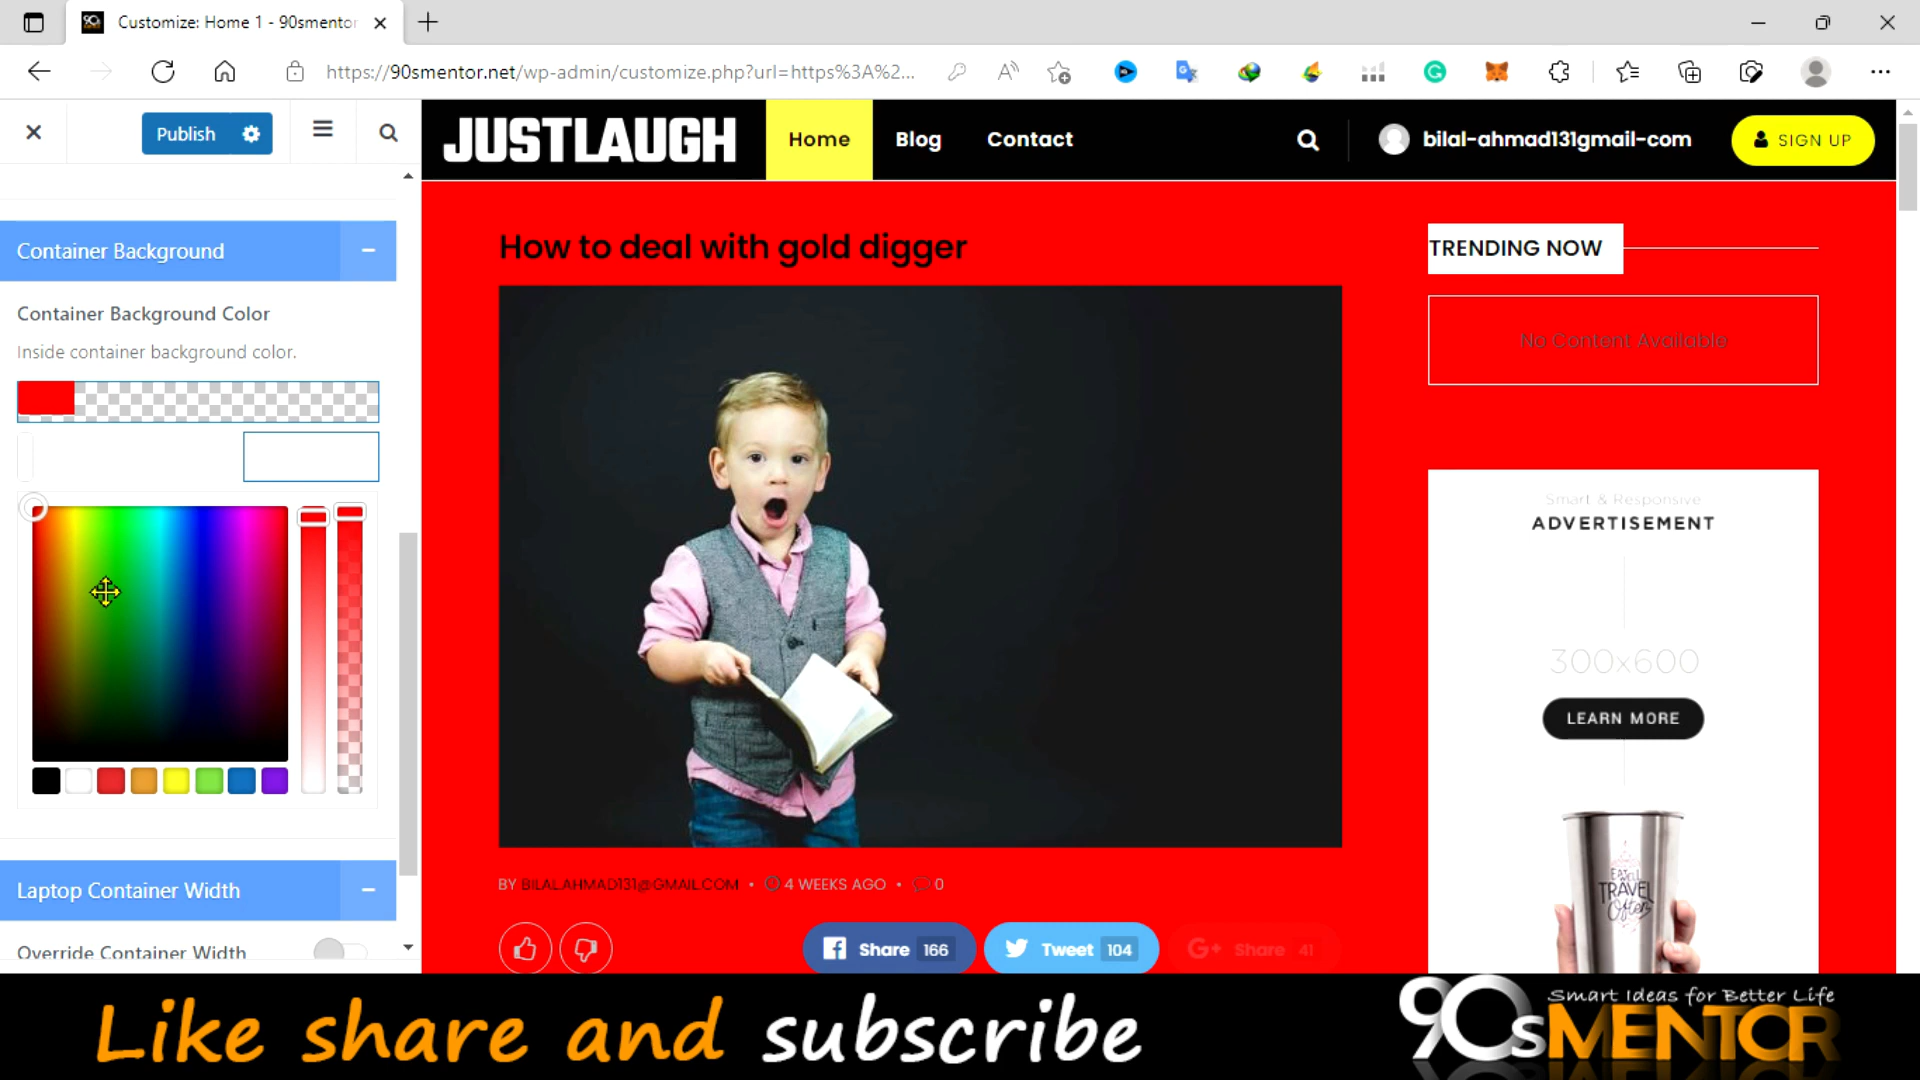 Customize: Home 1 - 90smentor
https://90smentor.net/wp-admin/customize.php?url=https%3A%2...
Publish
JUSTLAUGH
Home
Blog
Contact
bilal-ahmad131gmail-com
SIGN UP
Container Background
Container Background Color
Inside container background color.
How to deal with gold digger
TRENDING NOW
No Content Available
Smart & Responsive
ADVERTISEMENT
300x600
LEARN MORE
EAT WELL
TRAVEL
Often
BY BILALAHMAD131@GMAIL.COM • 4 WEEKS AGO • 0
Share 166
Tweet 104
G+ Share 41
Laptop Container Width
Override Container Width
Like share and subscribe
Smart Ideas for Better Life
90sMENTOR